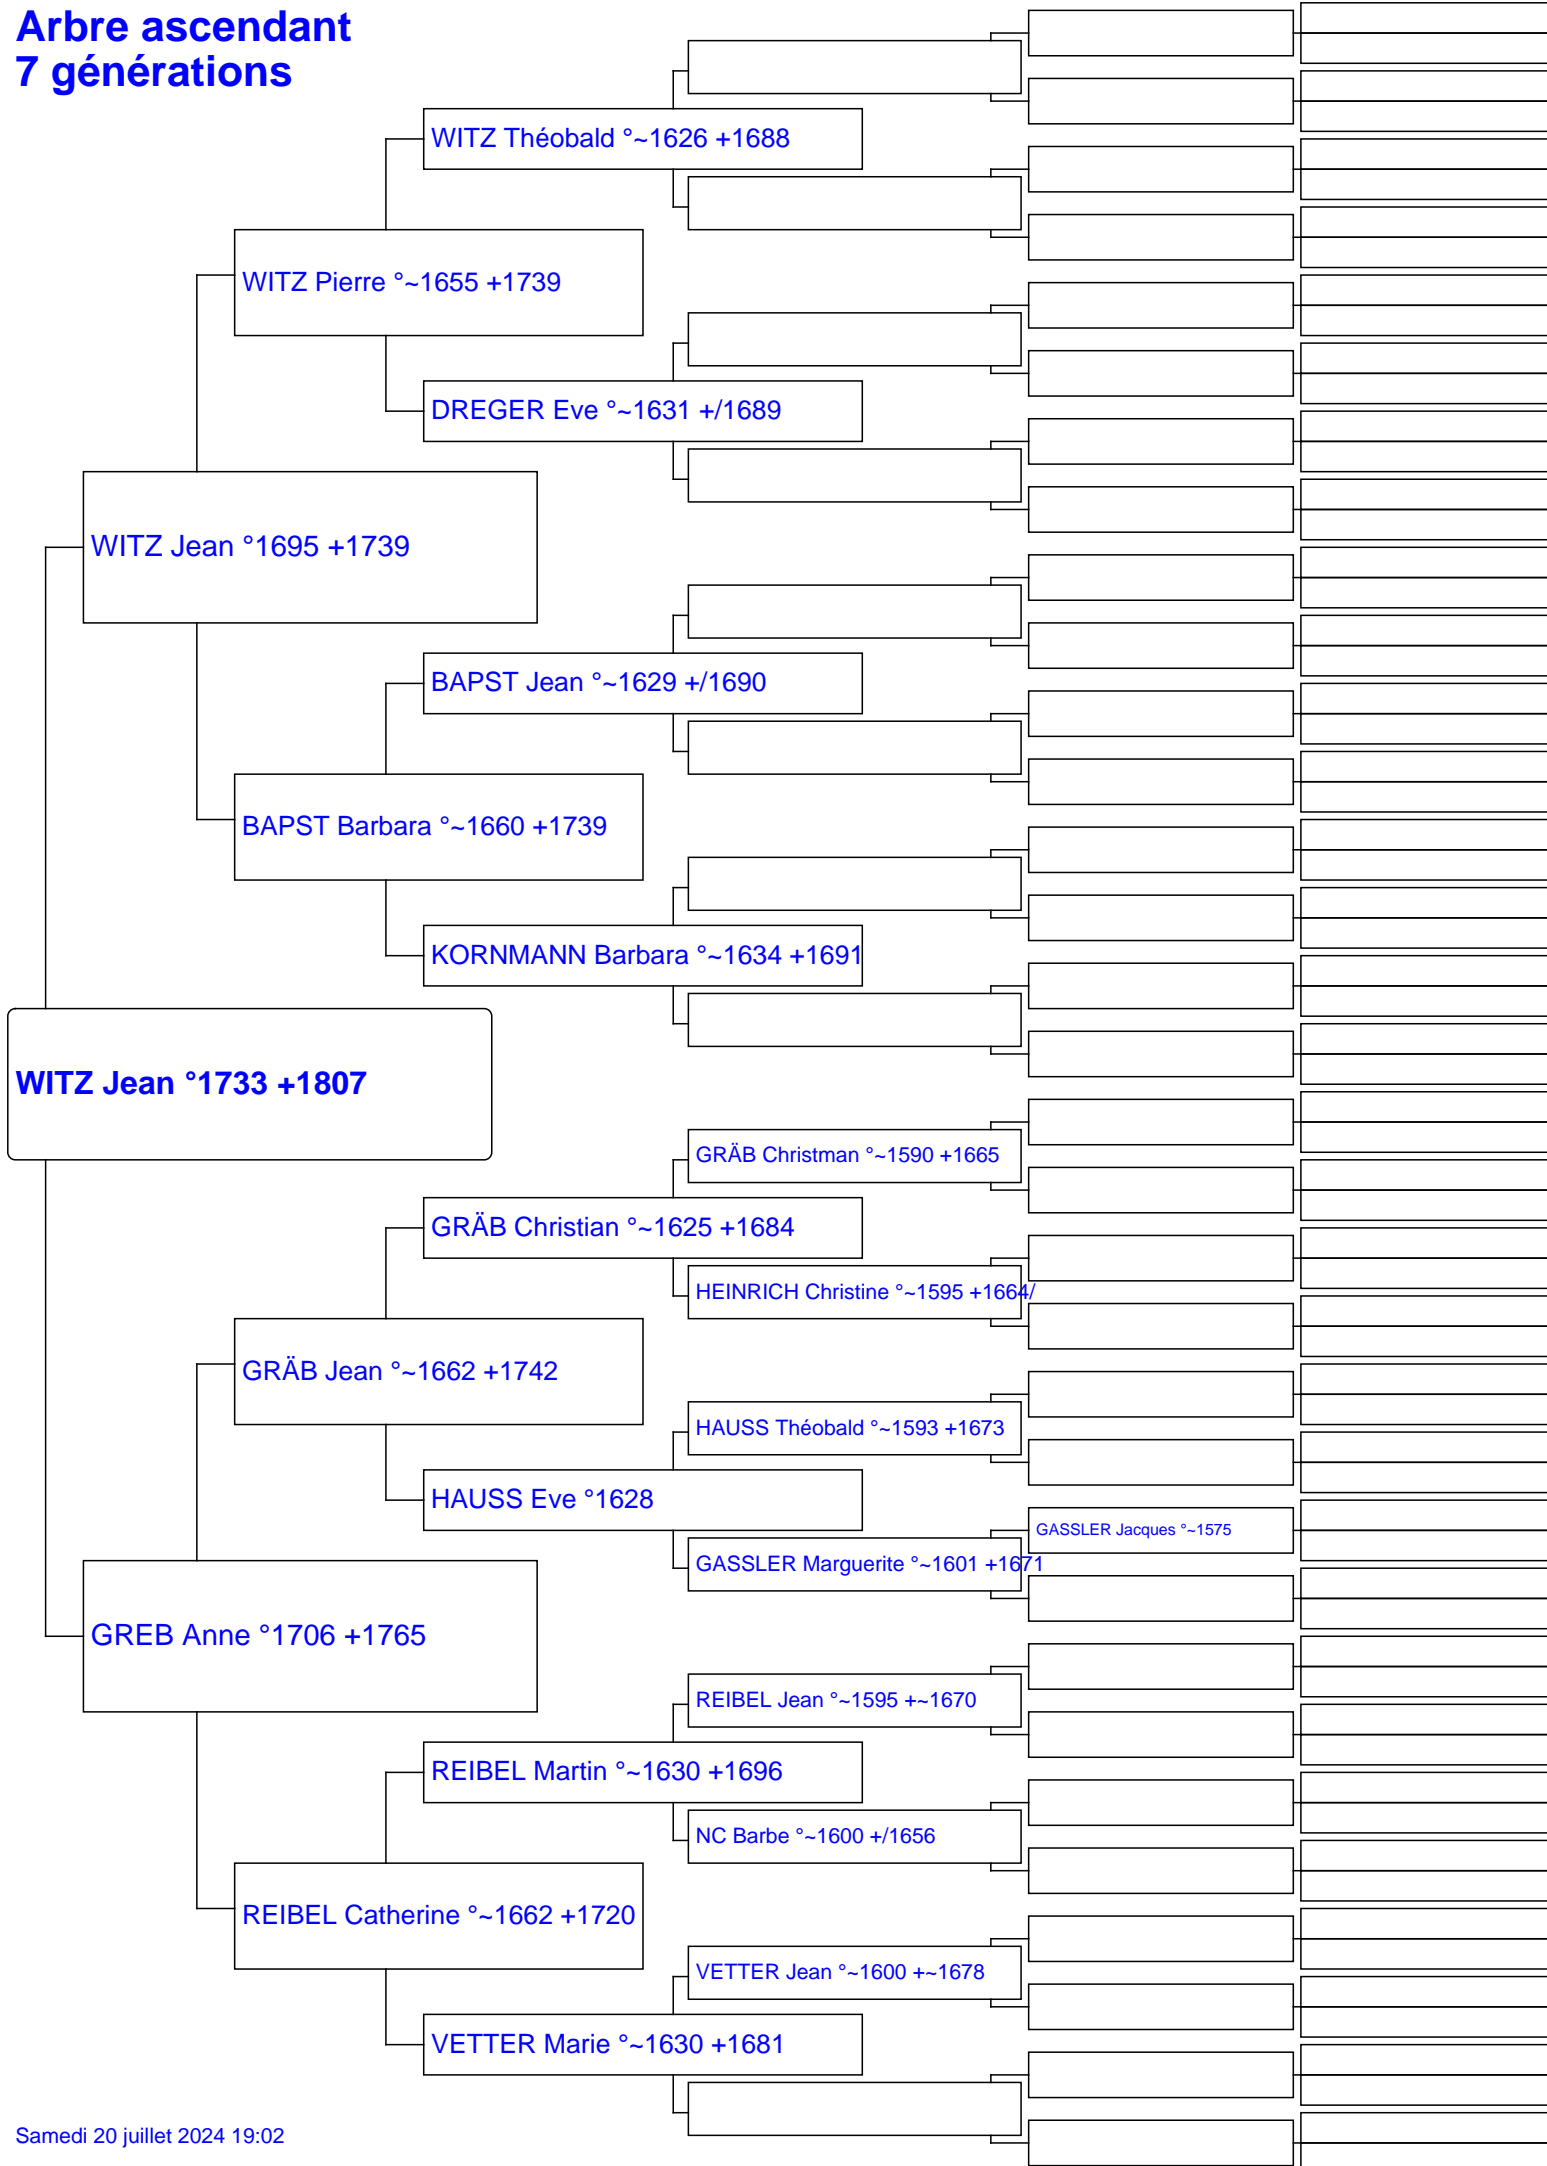 Arbre ascendant
7 générations
WITZ Théobald °~1626 +1688
WITZ Pierre °~1655 +1739
DREGER Eve °~1631 +/1689
WITZ Jean °1695 +1739
BAPST Jean °~1629 +/1690
BAPST Barbara °~1660 +1739
KORNMANN Barbara °~1634 +1691
WITZ Jean °1733 +1807
GRÄB Christman °~1590 +1665
GRÄB Christian °~1625 +1684
HEINRICH Christine °~1595 +1664/
GRÄB Jean °~1662 +1742
HAUSS Théobald °~1593 +1673
HAUSS Eve °1628
GASSLER Jacques °~1575
GASSLER Marguerite °~1601 +1671
GREB Anne °1706 +1765
REIBEL Jean °~1595 +~1670
REIBEL Martin °~1630 +1696
NC Barbe °~1600 +/1656
REIBEL Catherine °~1662 +1720
VETTER Jean °~1600 +~1678
VETTER Marie °~1630 +1681
Samedi 20 juillet 2024 19:02